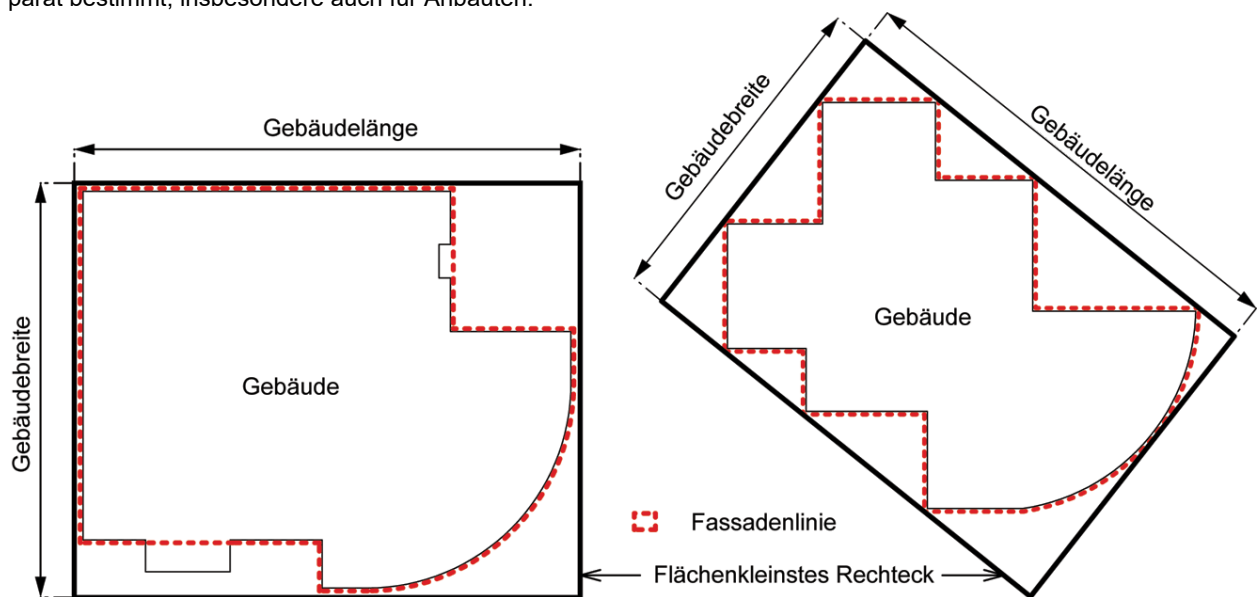 parat bestimmt, insbesondere auch für Anbauten.
Gebäudelänge
Gebäudebreite
Gebäude
Gebäudebreite
Gebäudelänge
Gebäude
Fassadenlinie
Flächenkleinstes Rechteck